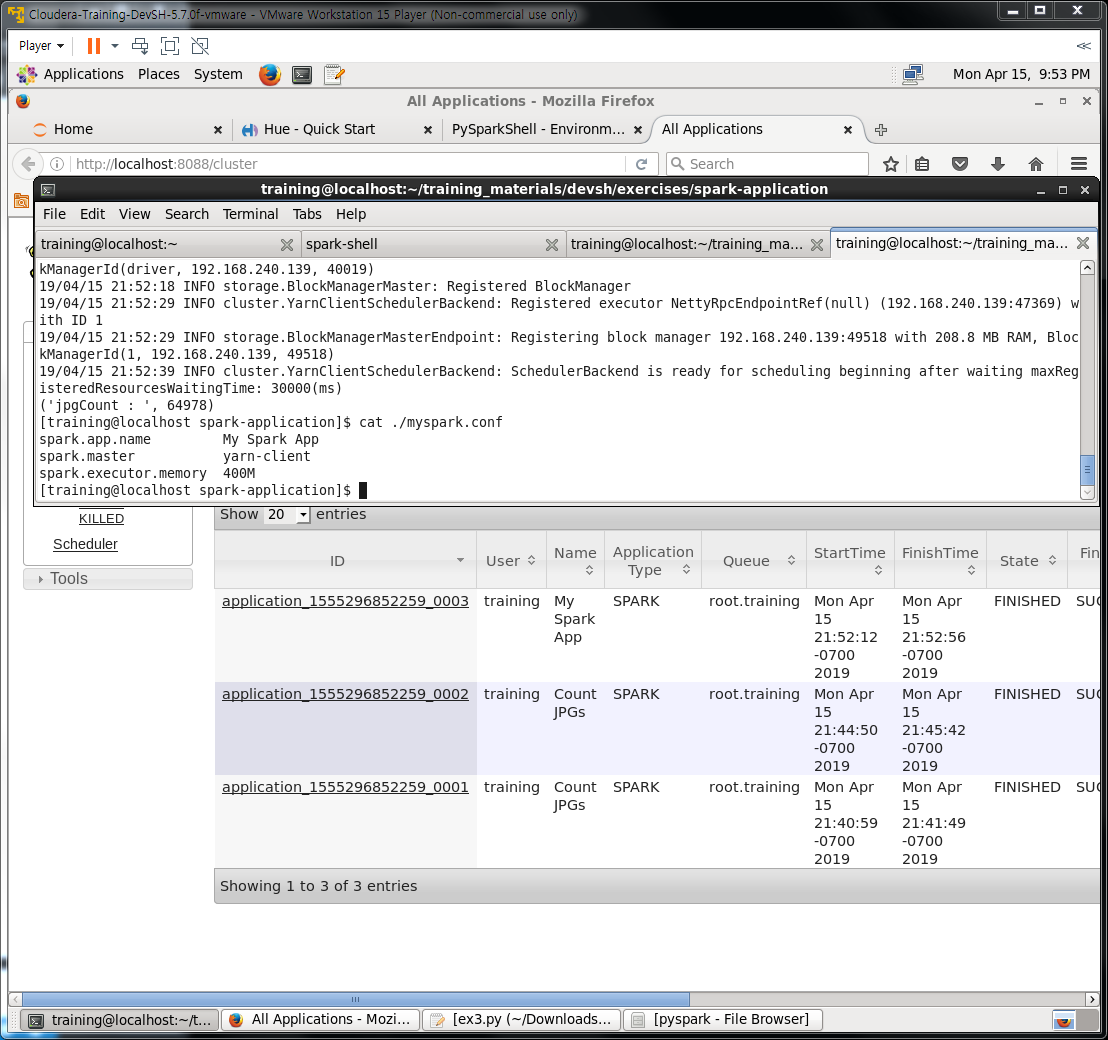 Cloudera-Training-DevSH-5.7.0f-vmware - VMware Workstation 15 Player (Non-commercial use only)
Player
Applications Places System Mon Apr 15, 9:53 PM
All Applications - Mozilla Firefox
Home Hue - Quick Start PySparkShell - Environm... All Applications
http://localhost:8088/cluster Search
training@localhost:~/training_materials/devsh/exercises/spark-application
File Edit View Search Terminal Tabs Help
training@localhost:~ spark-shell training@localhost:~/training_ma... training@localhost:~/training_ma...
kManagerId(driver, 192.168.240.139, 40019)
19/04/15 21:52:18 INFO storage.BlockManagerMaster: Registered BlockManager
19/04/15 21:52:29 INFO cluster.YarnClientSchedulerBackend: Registered executor NettyRpcEndpointRef(null) (192.168.240.139:47369) w
ith ID 1
19/04/15 21:52:29 INFO storage.BlockManagerMasterEndpoint: Registering block manager 192.168.240.139:49518 with 208.8 MB RAM, Bloc
kManagerId(1, 192.168.240.139, 49518)
19/04/15 21:52:39 INFO cluster.YarnClientSchedulerBackend: SchedulerBackend is ready for scheduling beginning after waiting maxReg
isteredResourcesWaitingTime: 30000(ms)
('jpgCount : ', 64978)
[training@localhost spark-application]$ cat ./myspark.conf
spark.app.name My Spark App
spark.master yarn-client
spark.executor.memory 400M
[training@localhost spark-application]$
KILLED
Scheduler
Tools
Show 20 entries
ID User Name Application Type Queue StartTime FinishTime State Fin
application_1555296852259_0003 training My SPARK root.training Mon Apr Mon Apr FINISHED SUC
Spark 15 15
App 21:52:12 21:52:56
-0700 -0700
2019 2019
application_1555296852259_0002 training Count SPARK root.training Mon Apr Mon Apr FINISHED SUC
JPGs 15 15
21:44:50 21:45:42
-0700 -0700
2019 2019
application_1555296852259_0001 training Count SPARK root.training Mon Apr Mon Apr FINISHED SUC
JPGs 15 15
21:40:59 21:41:49
-0700 -0700
2019 2019
Showing 1 to 3 of 3 entries
training@localhost:~/t... All Applications - Mozi... [ex3.py (~/Downloads... [pyspark - File Browser]